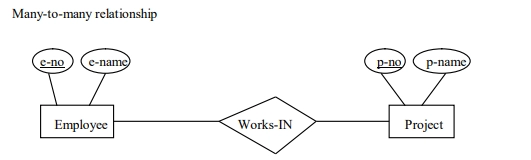 Many-to-many relationship
e-no e-name p-no p-name
Employee Works-IN Project